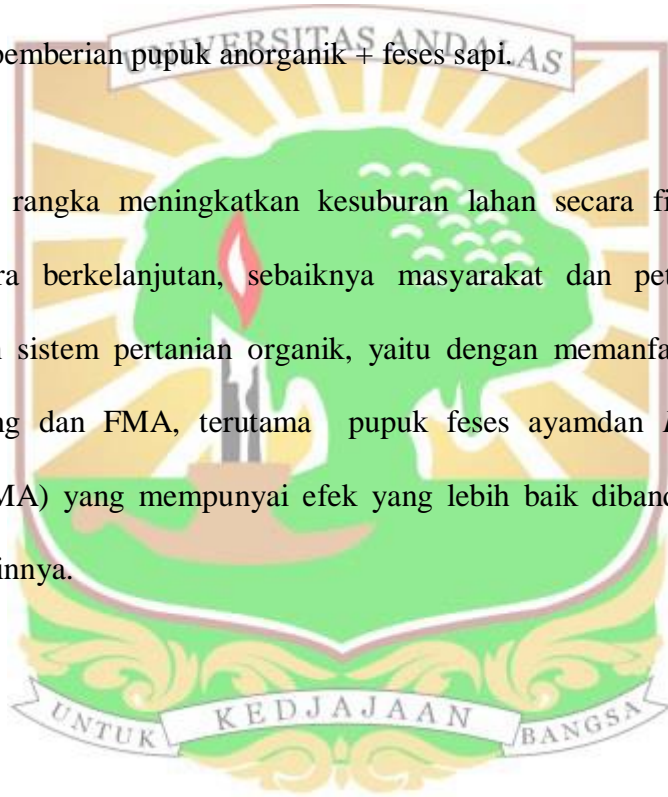 UNIVERSITAS ANDALAS
pemberian pupuk anorganik + feses sapi.
rangka meningkatkan kesuburan lahan secara fi
ra berkelanjutan, sebaiknya masyarakat dan pet
sistem pertanian organik, yaitu dengan memanfa
ng dan FMA, terutama pupuk feses ayamdan
MA) yang mempunyai efek yang lebih baik diband
innya.
UNTUK KEDJAJAAN BANGSA